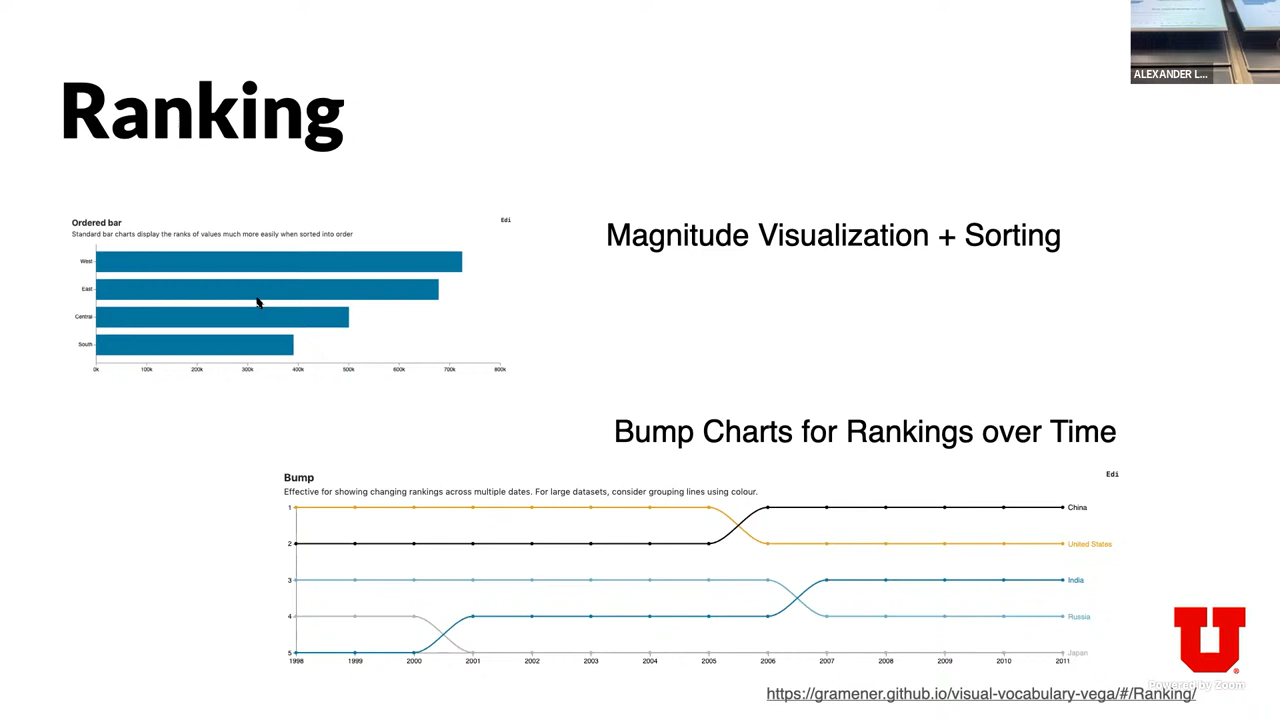 ALEXANDER L...
Ranking
Ordered bar
Edi
Standard bar charts display the ranks of values much more easily when sorted into order
West
East
Central
South
0k 100k 200k 300k 400k 500k 600k 700k 800k
Magnitude Visualization + Sorting
Bump Charts for Rankings over Time
Bump
Edi
Effective for showing changing rankings across multiple dates. For large datasets, consider grouping lines using colour.
1
China
2
United States
3
India
4
Russia
5
Japan
1998 1999 2000 2001 2002 2003 2004 2005 2006 2007 2008 2009 2010 2011
U
®
Powered by Zoom
https://gramener.github.io/visual-vocabulary-vega/#/Ranking/